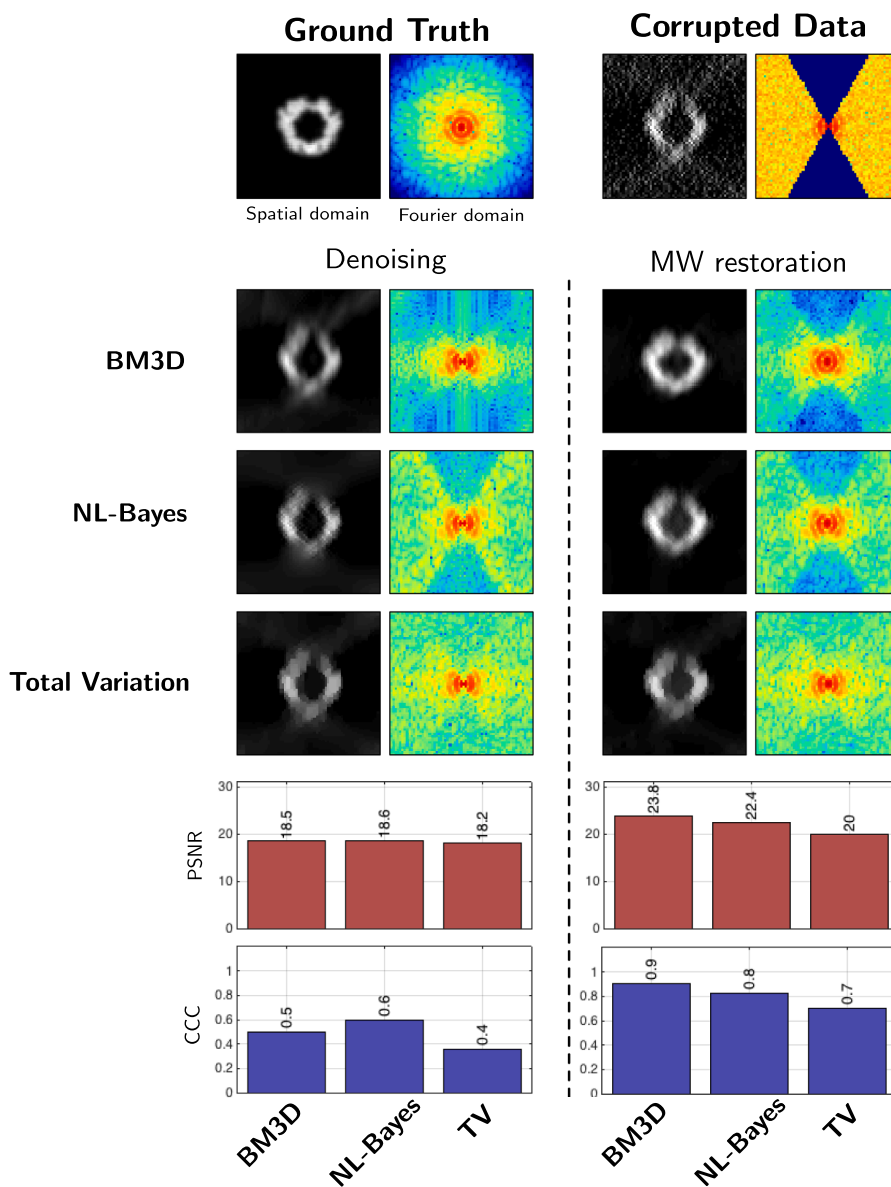 Ground Truth
Corrupted Data
Spatial domain
Fourier domain
Denoising
MW restoration
BM3D
NL-Bayes
Total Variation
PSNR
30
20
10
0
18.5
18.6
18.2
30
20
10
0
23.8
22.4
20
CCC
1
0.8
0.6
0.4
0.2
0
0.5
0.6
0.4
1
0.8
0.6
0.4
0.2
0
0.9
0.8
0.7
BM3D
NL-Bayes
TV
BM3D
NL-Bayes
TV